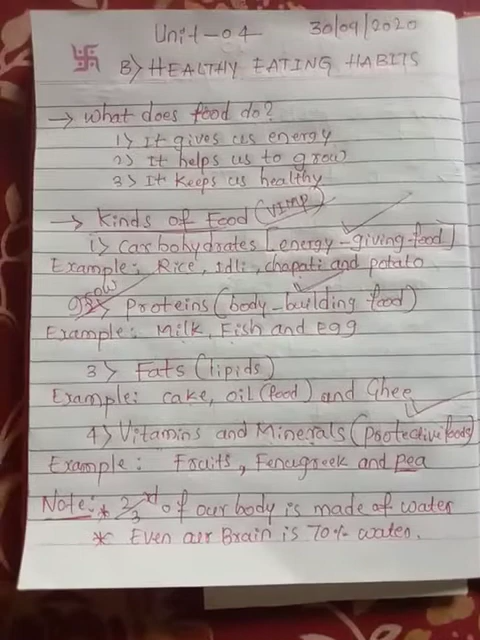 Unit-04 30/09/2020
B) HEALTHY EATING HABITS
→ What does food do?
1) It gives us energy
2) It helps us to grow
3) It keeps us healthy
→ Kinds of Food (VIMP)
1) Carbohydrates [energy-giving-food]
Example: Rice, Idli, chapati and potato
grow
Proteins (body-building food)
Example: Milk, Fish and egg
3) Fats (lipids)
Example: cake, oil (food) and Ghee
4) Vitamins and Minerals (Protective foods)
Example: Fruits, Fenugreek and pea
Note: * 2/3rd of our body is made of water
* Even our Brain is 70% water.